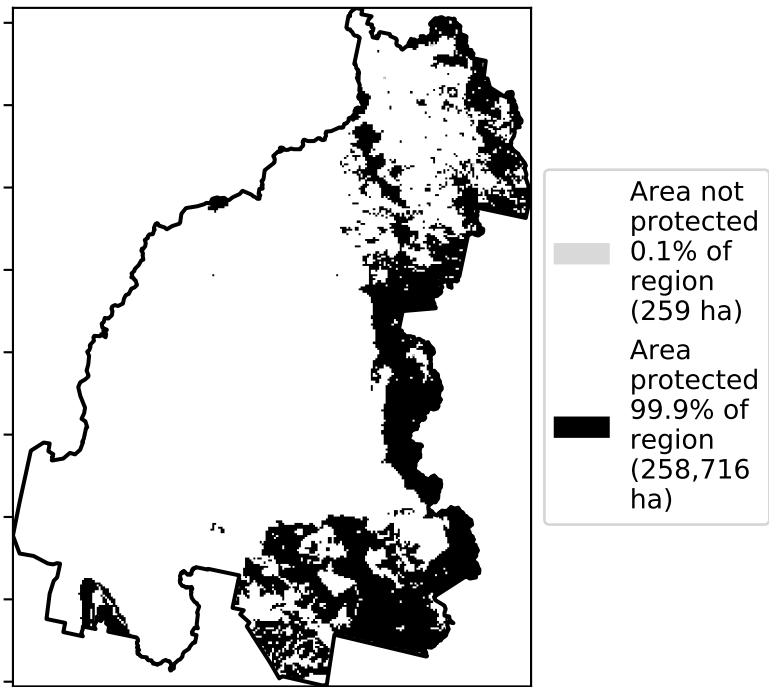 Area not
protected
0.1% of
region
(259 ha)
Area
protected
99.9% of
region
(258,716
ha)